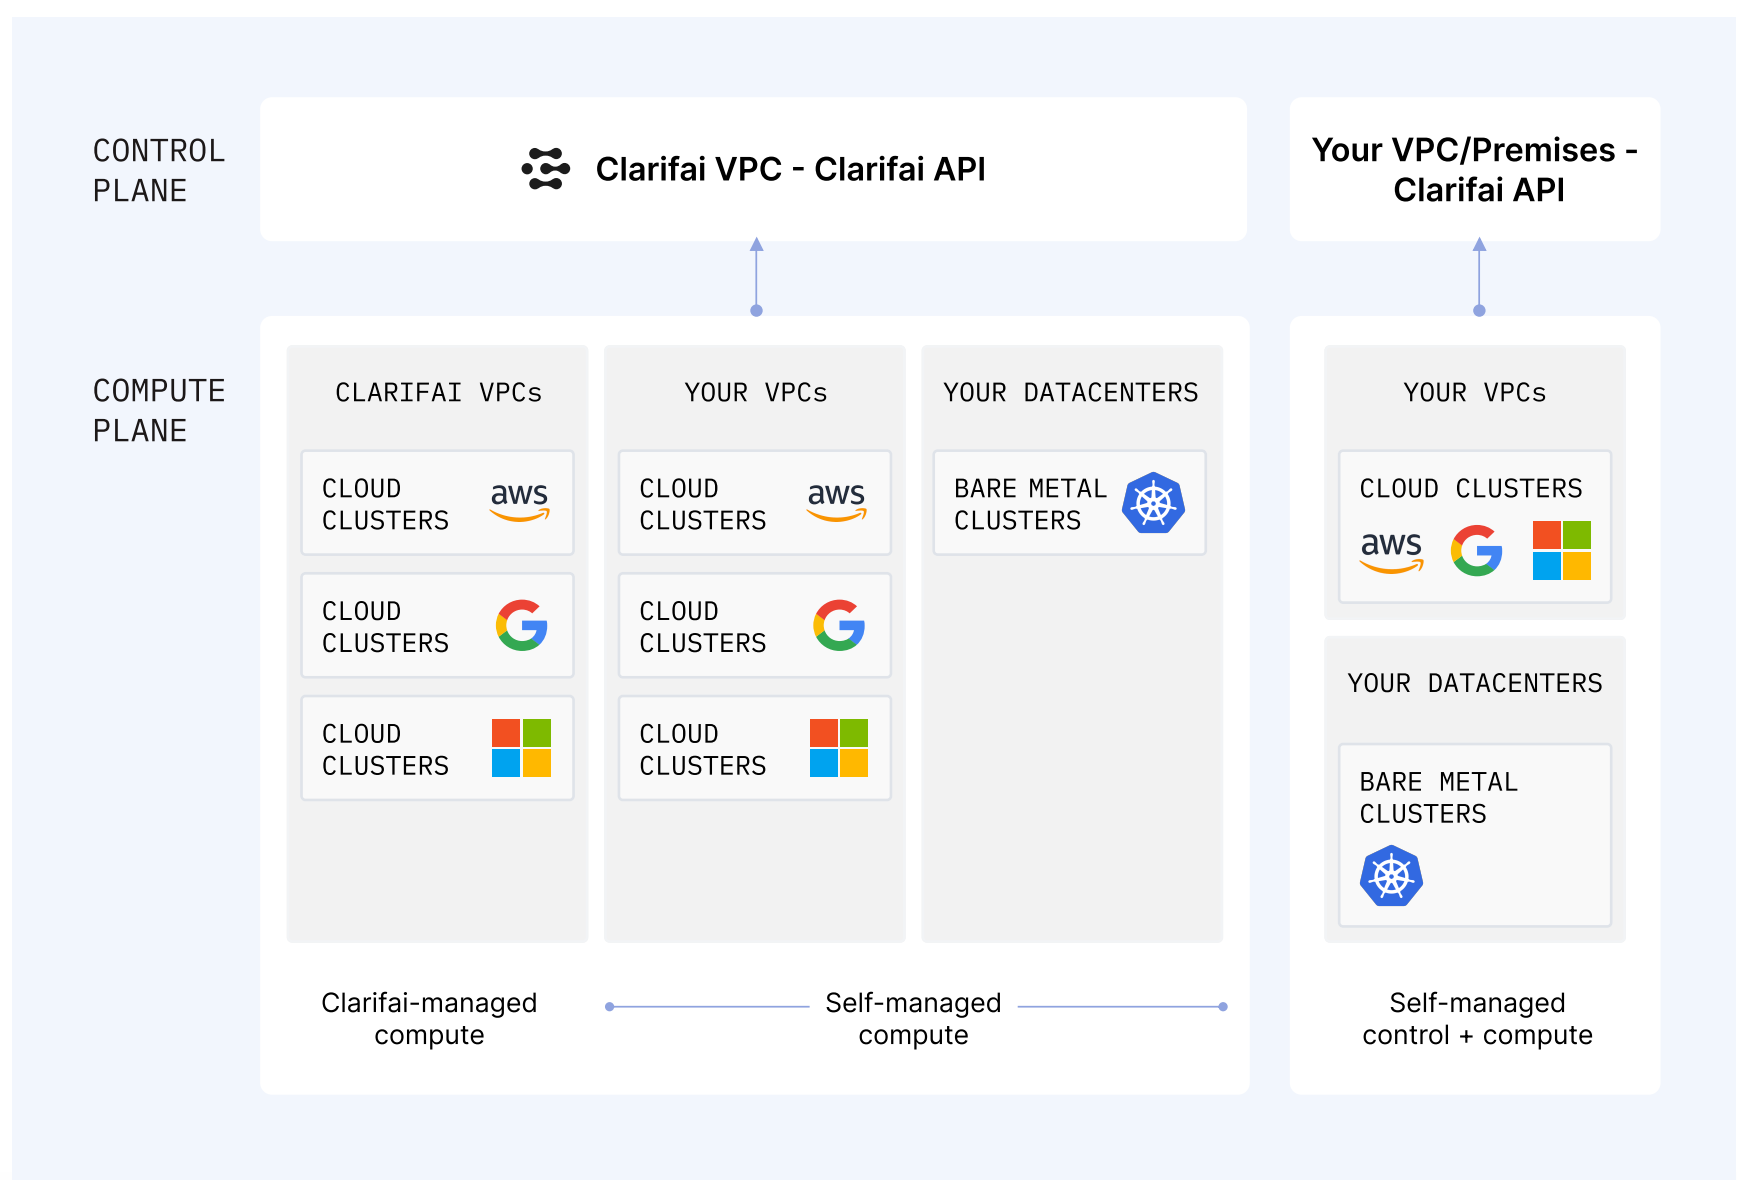 CONTROL
PLANE
Clarifai VPC - Clarifai API
Your VPC/Premises -
Clarifai API
COMPUTE
PLANE
CLARIFAI VPCs
CLOUD
CLUSTERS
aws
CLOUD
CLUSTERS
CLOUD
CLUSTERS
YOUR VPCs
CLOUD
CLUSTERS
aws
CLOUD
CLUSTERS
CLOUD
CLUSTERS
YOUR DATACENTERS
BARE METAL
CLUSTERS
YOUR VPCs
CLOUD CLUSTERS
aws
YOUR DATACENTERS
BARE METAL
CLUSTERS
Clarifai-managed
compute
Self-managed
compute
Self-managed
control + compute